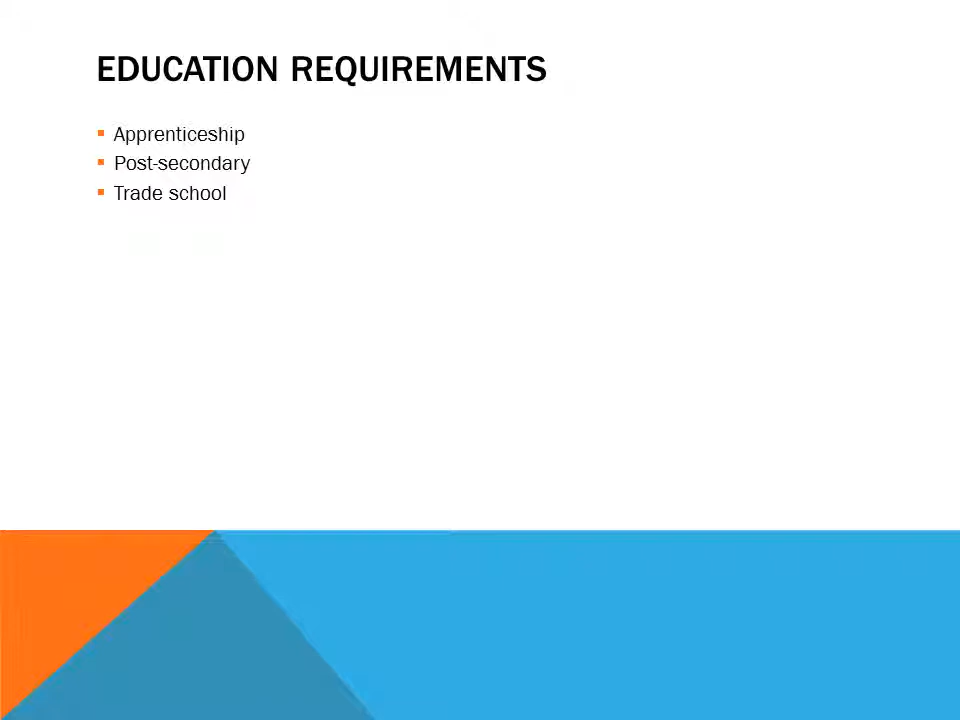 EDUCATION REQUIREMENTS
Apprenticeship
Post-secondary
Trade school